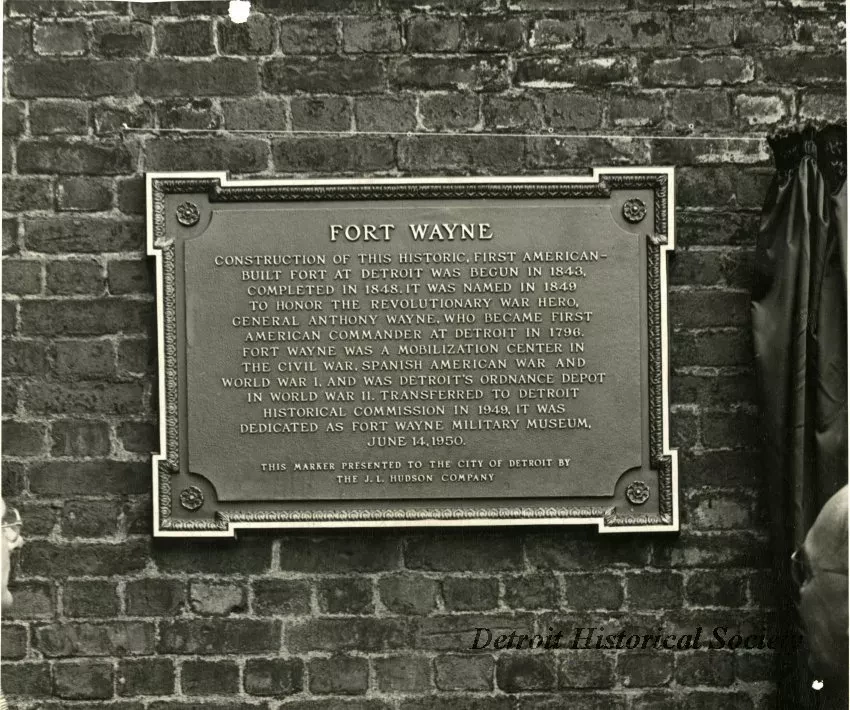 FORT WAYNE
CONSTRUCTION OF THIS HISTORIC, FIRST AMERICAN-
BUILT FORT AT DETROIT WAS BEGUN IN 1843,
COMPLETED IN 1848. IT WAS NAMED IN 1849
TO HONOR THE REVOLUTIONARY WAR HERO,
GENERAL ANTHONY WAYNE, WHO BECAME FIRST
AMERICAN COMMANDER AT DETROIT IN 1796.
FORT WAYNE WAS A MOBILIZATION CENTER IN
THE CIVIL WAR, SPANISH AMERICAN WAR AND
WORLD WAR I, AND WAS DETROIT'S ORDNANCE DEPOT
IN WORLD WAR II. TRANSFERRED TO DETROIT
HISTORICAL COMMISSION IN 1949, IT WAS
DEDICATED AS FORT WAYNE MILITARY MUSEUM,
JUNE 14, 1950.
THIS MARKER PRESENTED TO THE CITY OF DETROIT BY
THE J. L. HUDSON COMPANY
Detroit Historical Society